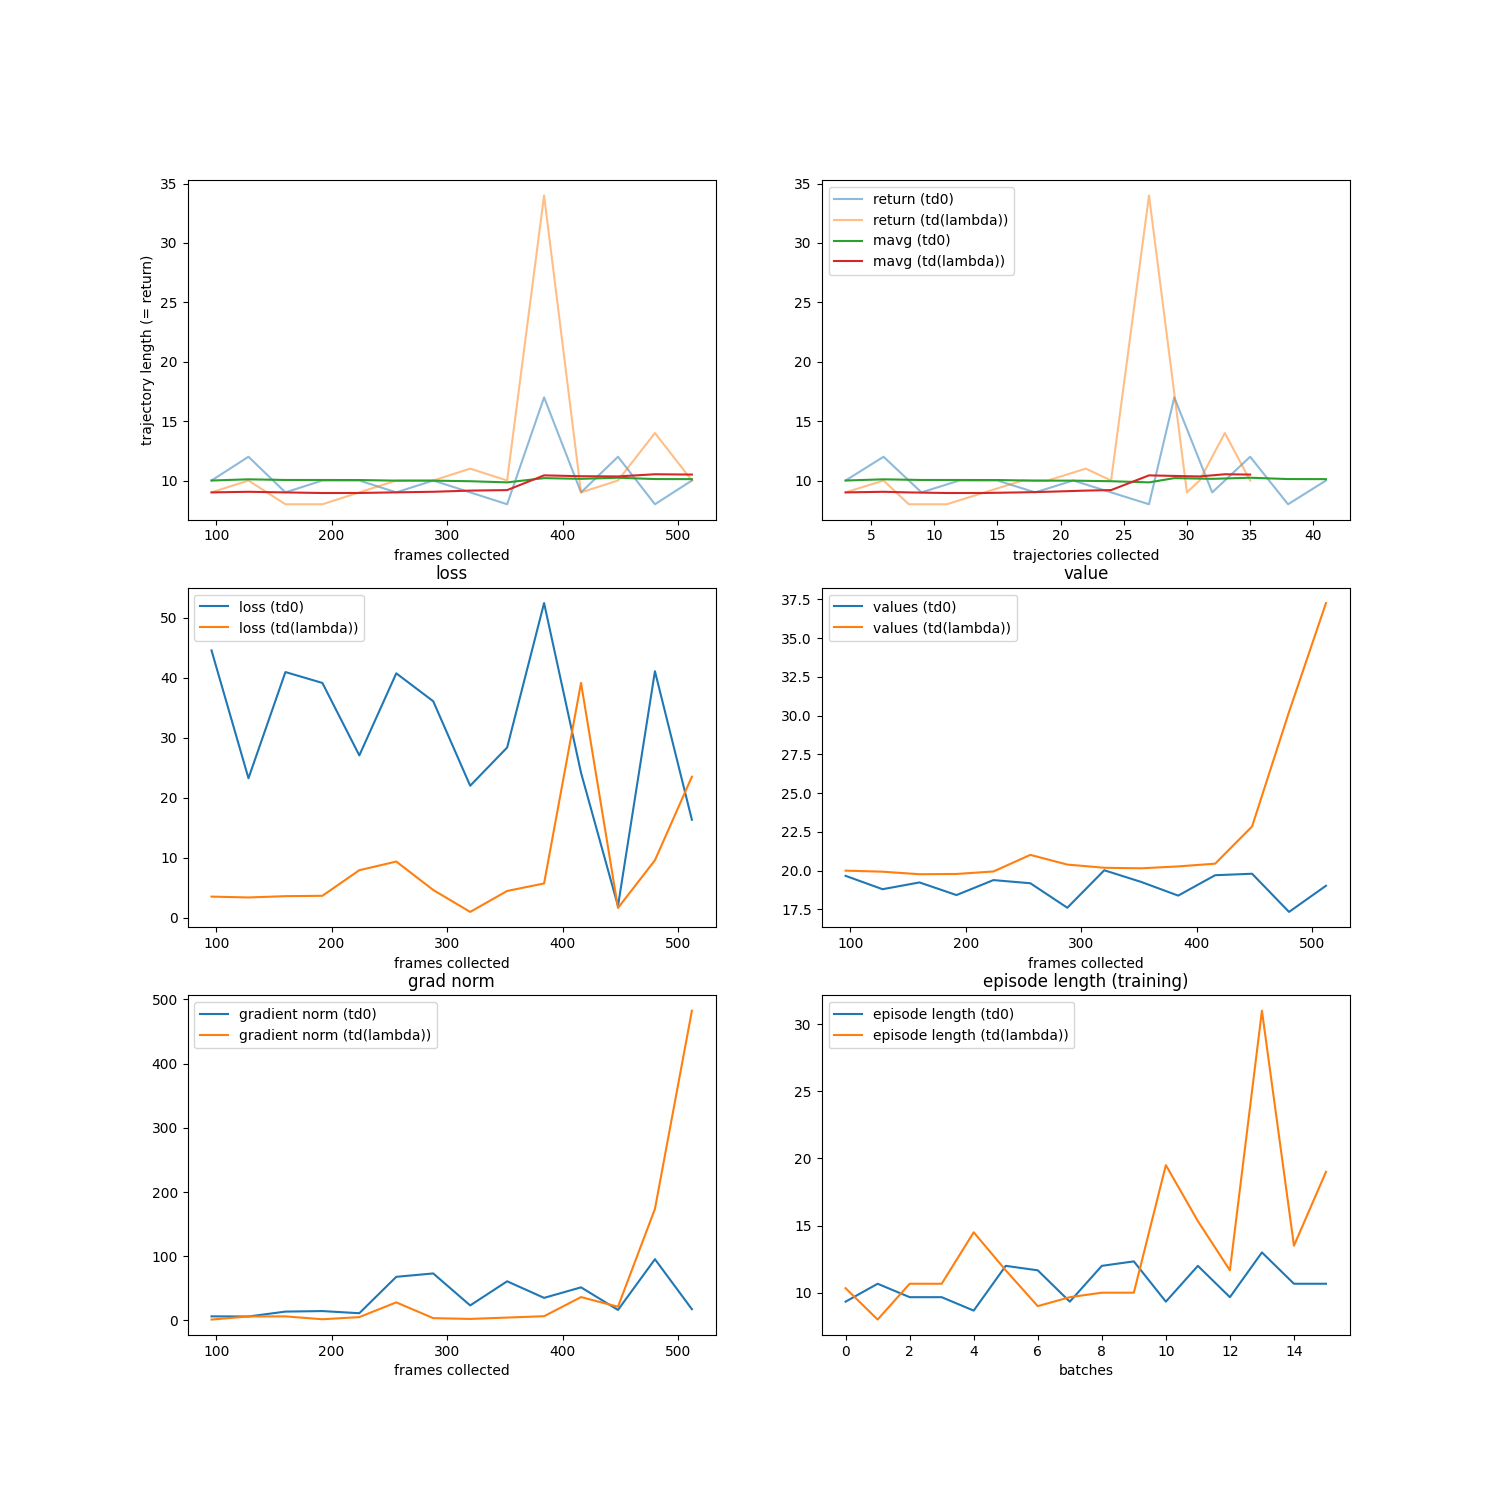 35
30
25
20
15
10
trajectory length (= return)
100 200 300 400 500
frames collected
return (td0)
return (td(lambda))
mavg (td0)
mavg (td(lambda))
35
30
25
20
15
10
5 10 15 20 25 30 35 40
trajectories collected
loss
loss (td0)
loss (td(lambda))
50
40
30
20
10
0
100 200 300 400 500
frames collected
value
values (td0)
values (td(lambda))
37.5
35.0
32.5
30.0
27.5
25.0
22.5
20.0
17.5
100 200 300 400 500
frames collected
grad norm
gradient norm (td0)
gradient norm (td(lambda))
500
400
300
200
100
0
100 200 300 400 500
frames collected
episode length (training)
episode length (td0)
episode length (td(lambda))
30
25
20
15
10
0 2 4 6 8 10 12 14
batches